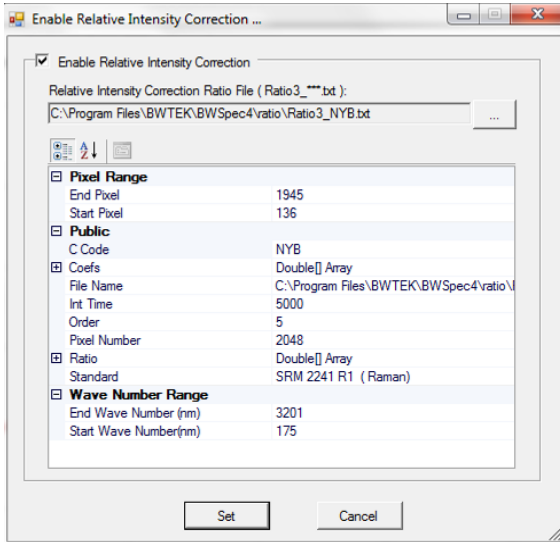 Enable Relative Intensity Correction ...
Enable Relative Intensity Correction
Relative Intensity Correction Ratio File ( Ratio3_***.txt ):
C:\Program Files\BWTEK\BWSpec4\ratio\Ratio3_NYB.txt ...
Pixel Range
End Pixel 1945
Start Pixel 136
Public
C Code NYB
Coefs Double[] Array
File Name C:\Program Files\BWTEK\BWSpec4\ratio\
Int Time 5000
Order 5
Pixel Number 2048
Ratio Double[] Array
Standard SRM 2241 R1 ( Raman)
Wave Number Range
End Wave Number (nm) 3201
Start Wave Number(nm) 175
Set Cancel